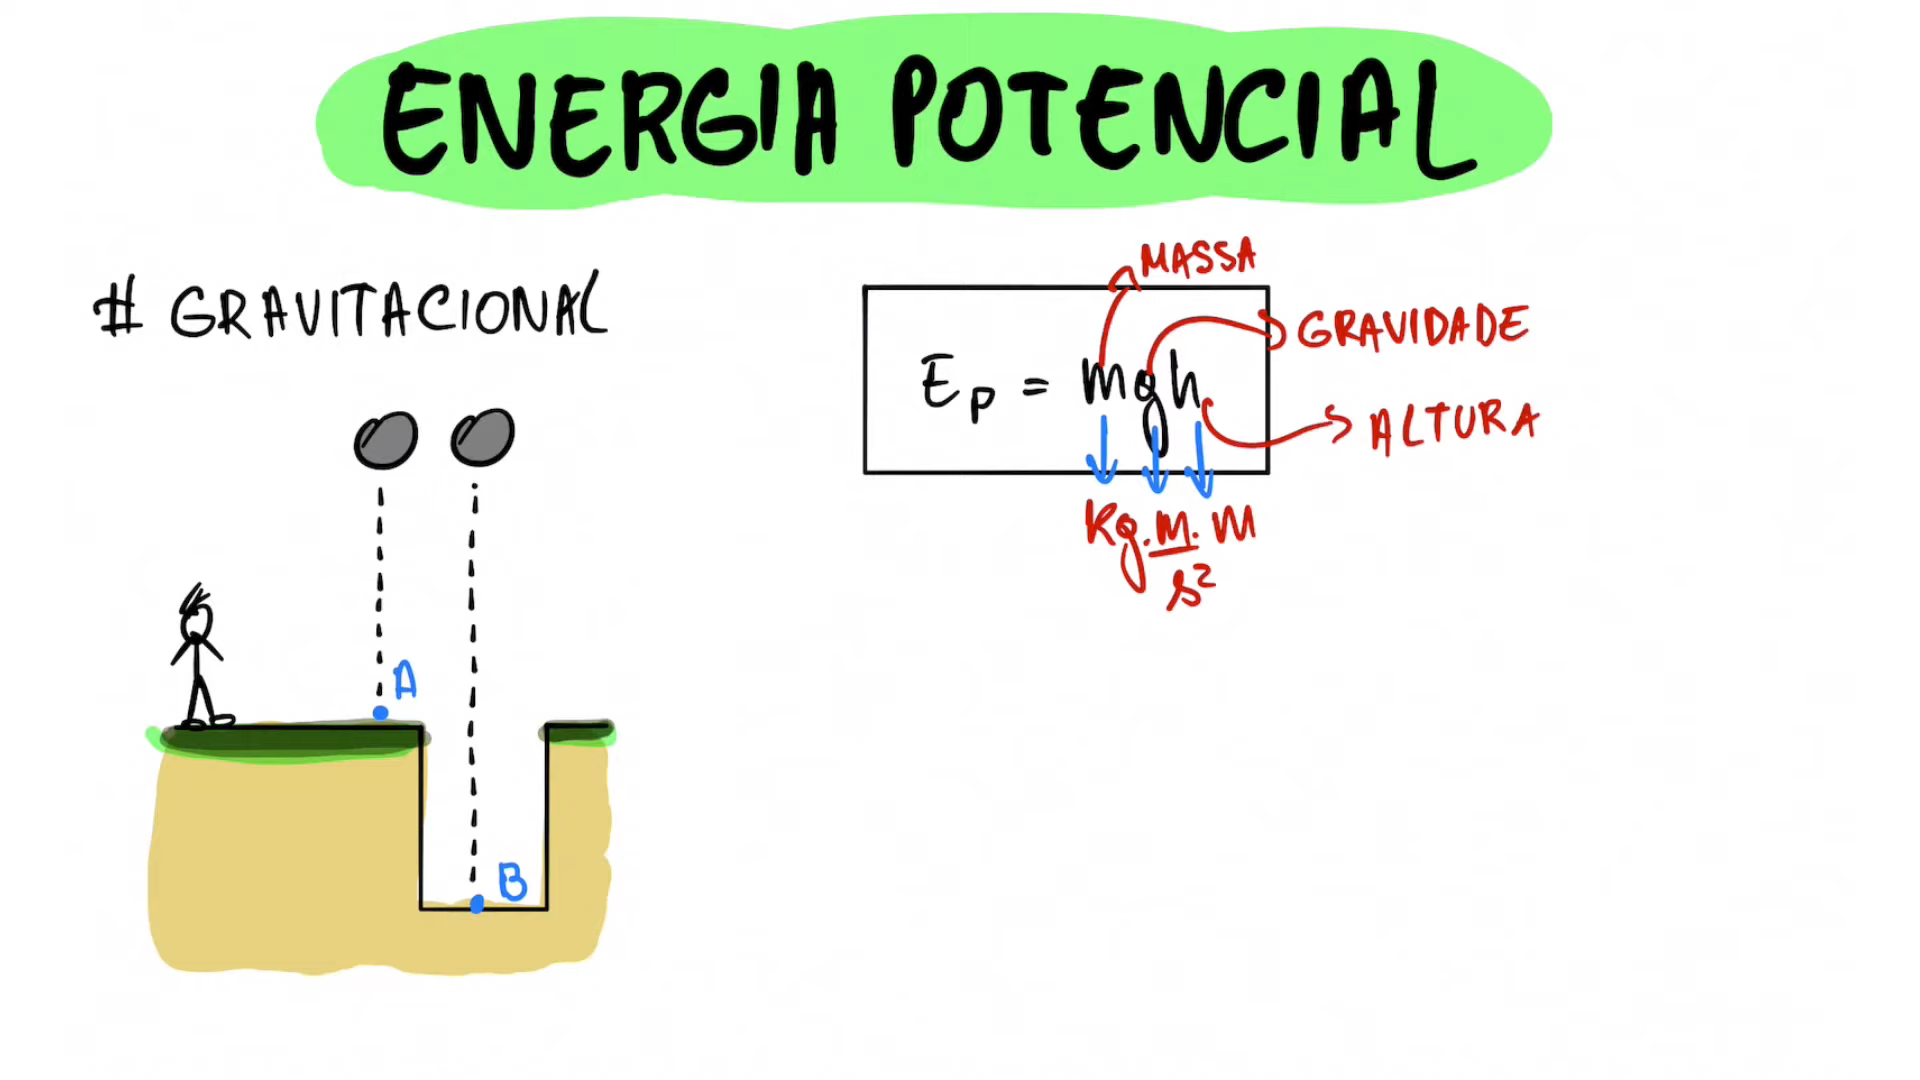 ENERGIA POTENCIAL
# GRAVITACIONAL
MASSA
GRAVIDADE
Ep = mgh
ALTURA
Kg.m/s².m
A
B